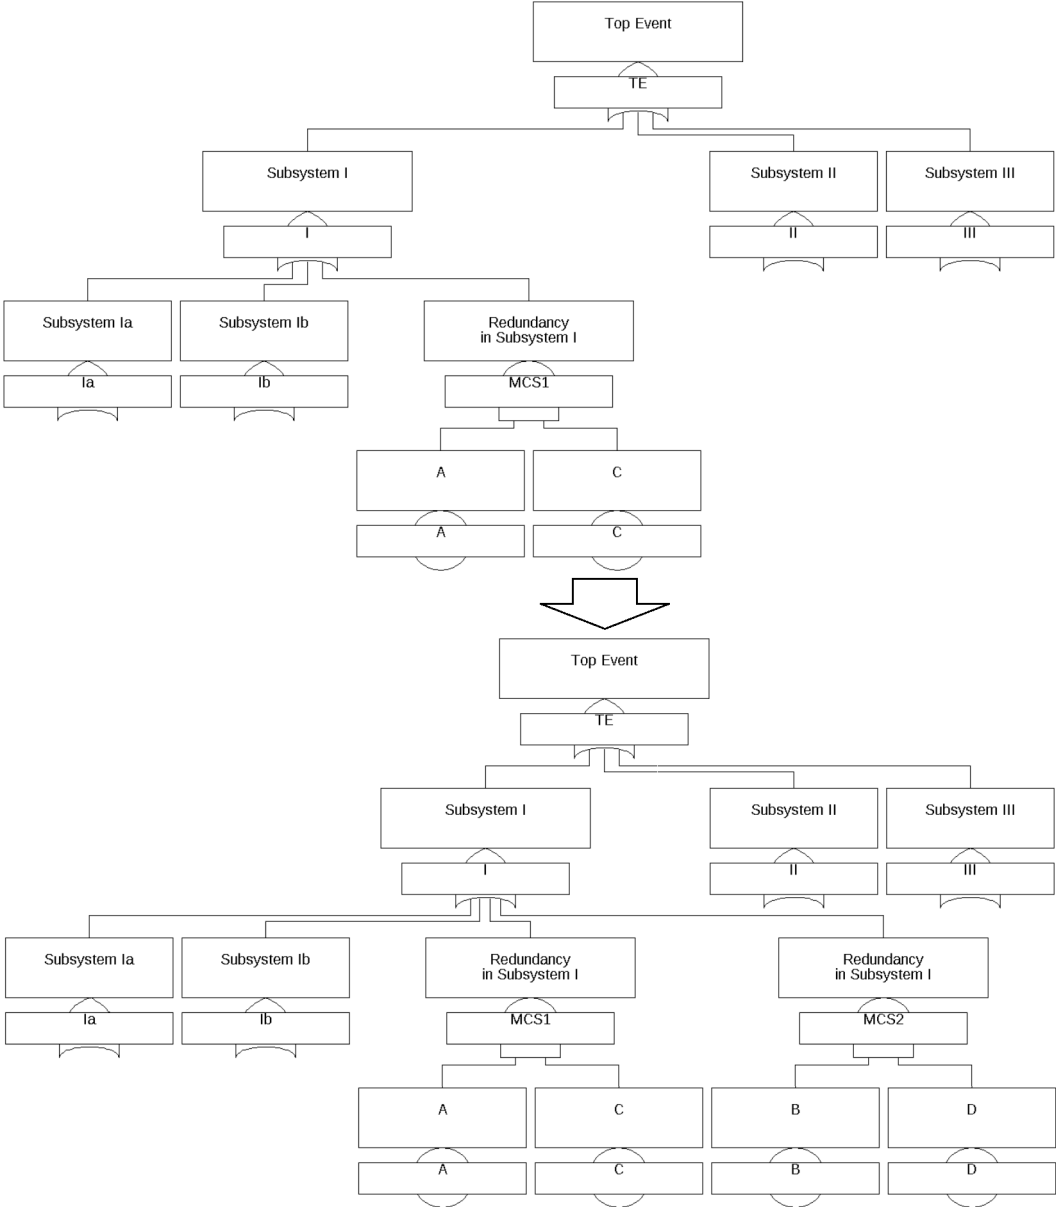 Top Event
TE
Subsystem I
Subsystem II
Subsystem III
I
II
III
Subsystem Ia
Subsystem Ib
Redundancy
in Subsystem I
Ia
Ib
MCS1
A
C
A
C
Top Event
TE
Subsystem I
Subsystem II
Subsystem III
I
II
III
Subsystem Ia
Subsystem Ib
Redundancy
in Subsystem I
Redundancy
in Subsystem I
Ia
Ib
MCS1
MCS2
A
C
B
D
A
C
B
D